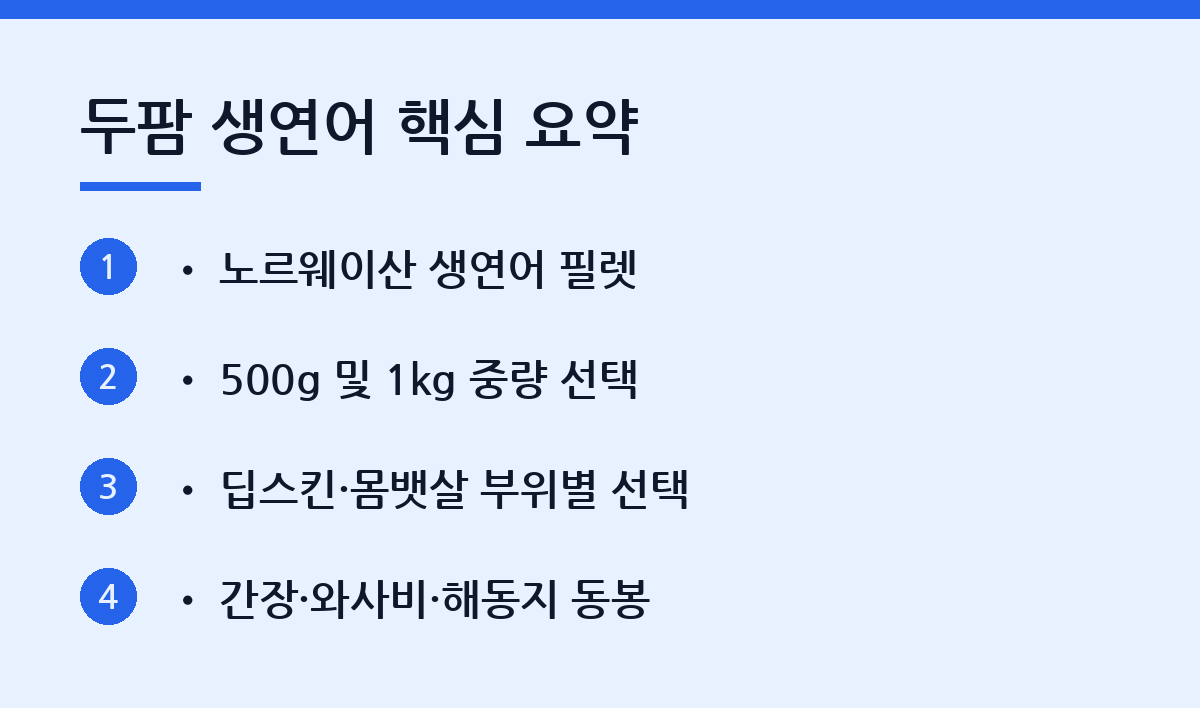 두팜 생연어 핵심 요약
1 • 노르웨이산 생연어 필렛
2 • 500g 및 1kg 중량 선택
3 • 딥스킨·몸뱃살 부위별 선택
4 • 간장·와사비·해동지 동봉